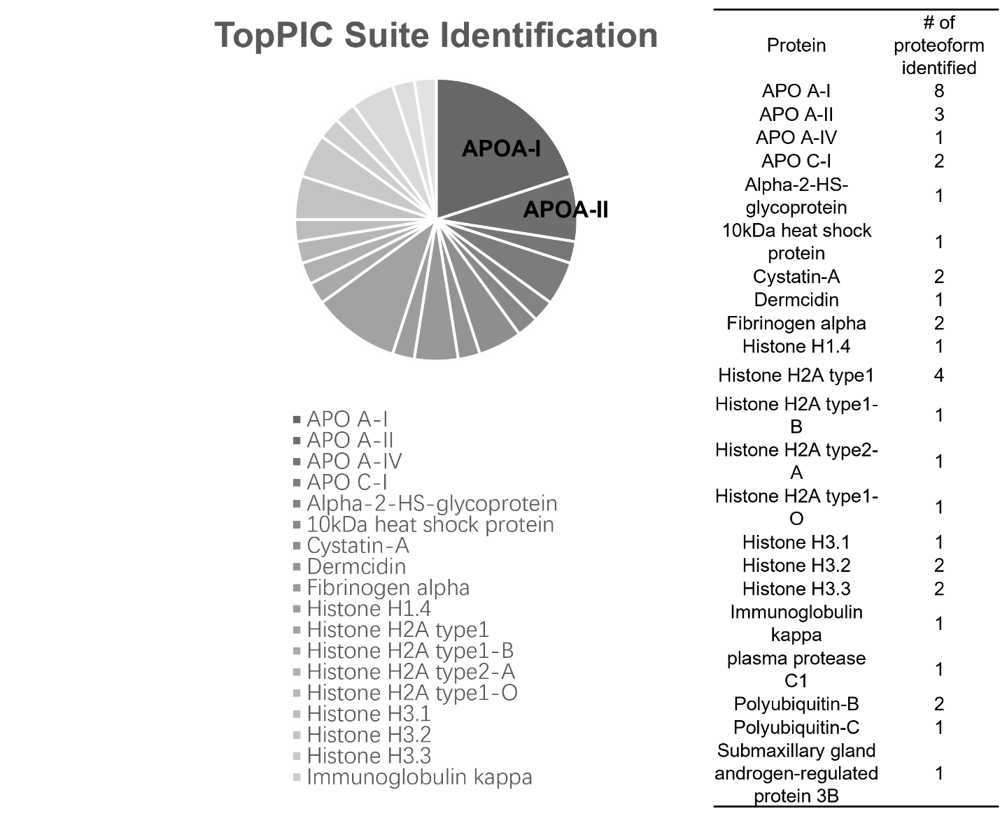 TopPIC Suite Identification
APOA-I
APOA-II
APO A-I
APO A-II
APO A-IV
APO C-I
Alpha-2-HS-glycoprotein
10kDa heat shock protein
Cystatin-A
Dermcidin
Fibrinogen alpha
Histone H1.4
Histone H2A type1
Histone H2A type1-B
Histone H2A type2-A
Histone H2A type1-O
Histone H3.1
Histone H3.2
Histone H3.3
Immunoglobulin kappa
Protein
# of
proteoform
identified
APO A-I 8
APO A-II 3
APO A-IV 1
APO C-I 2
Alpha-2-HS-
glycoprotein 1
10kDa heat shock
protein 1
Cystatin-A 2
Dermcidin 1
Fibrinogen alpha 2
Histone H1.4 1
Histone H2A type1 4
Histone H2A type1-
B 1
Histone H2A type2-
A 1
Histone H2A type1-
O 1
Histone H3.1 1
Histone H3.2 2
Histone H3.3 2
Immunoglobulin
kappa 1
plasma protease
C1 1
Polyubiquitin-B 2
Polyubiquitin-C 1
Submaxillary gland
androgen-regulated 1
protein 3B